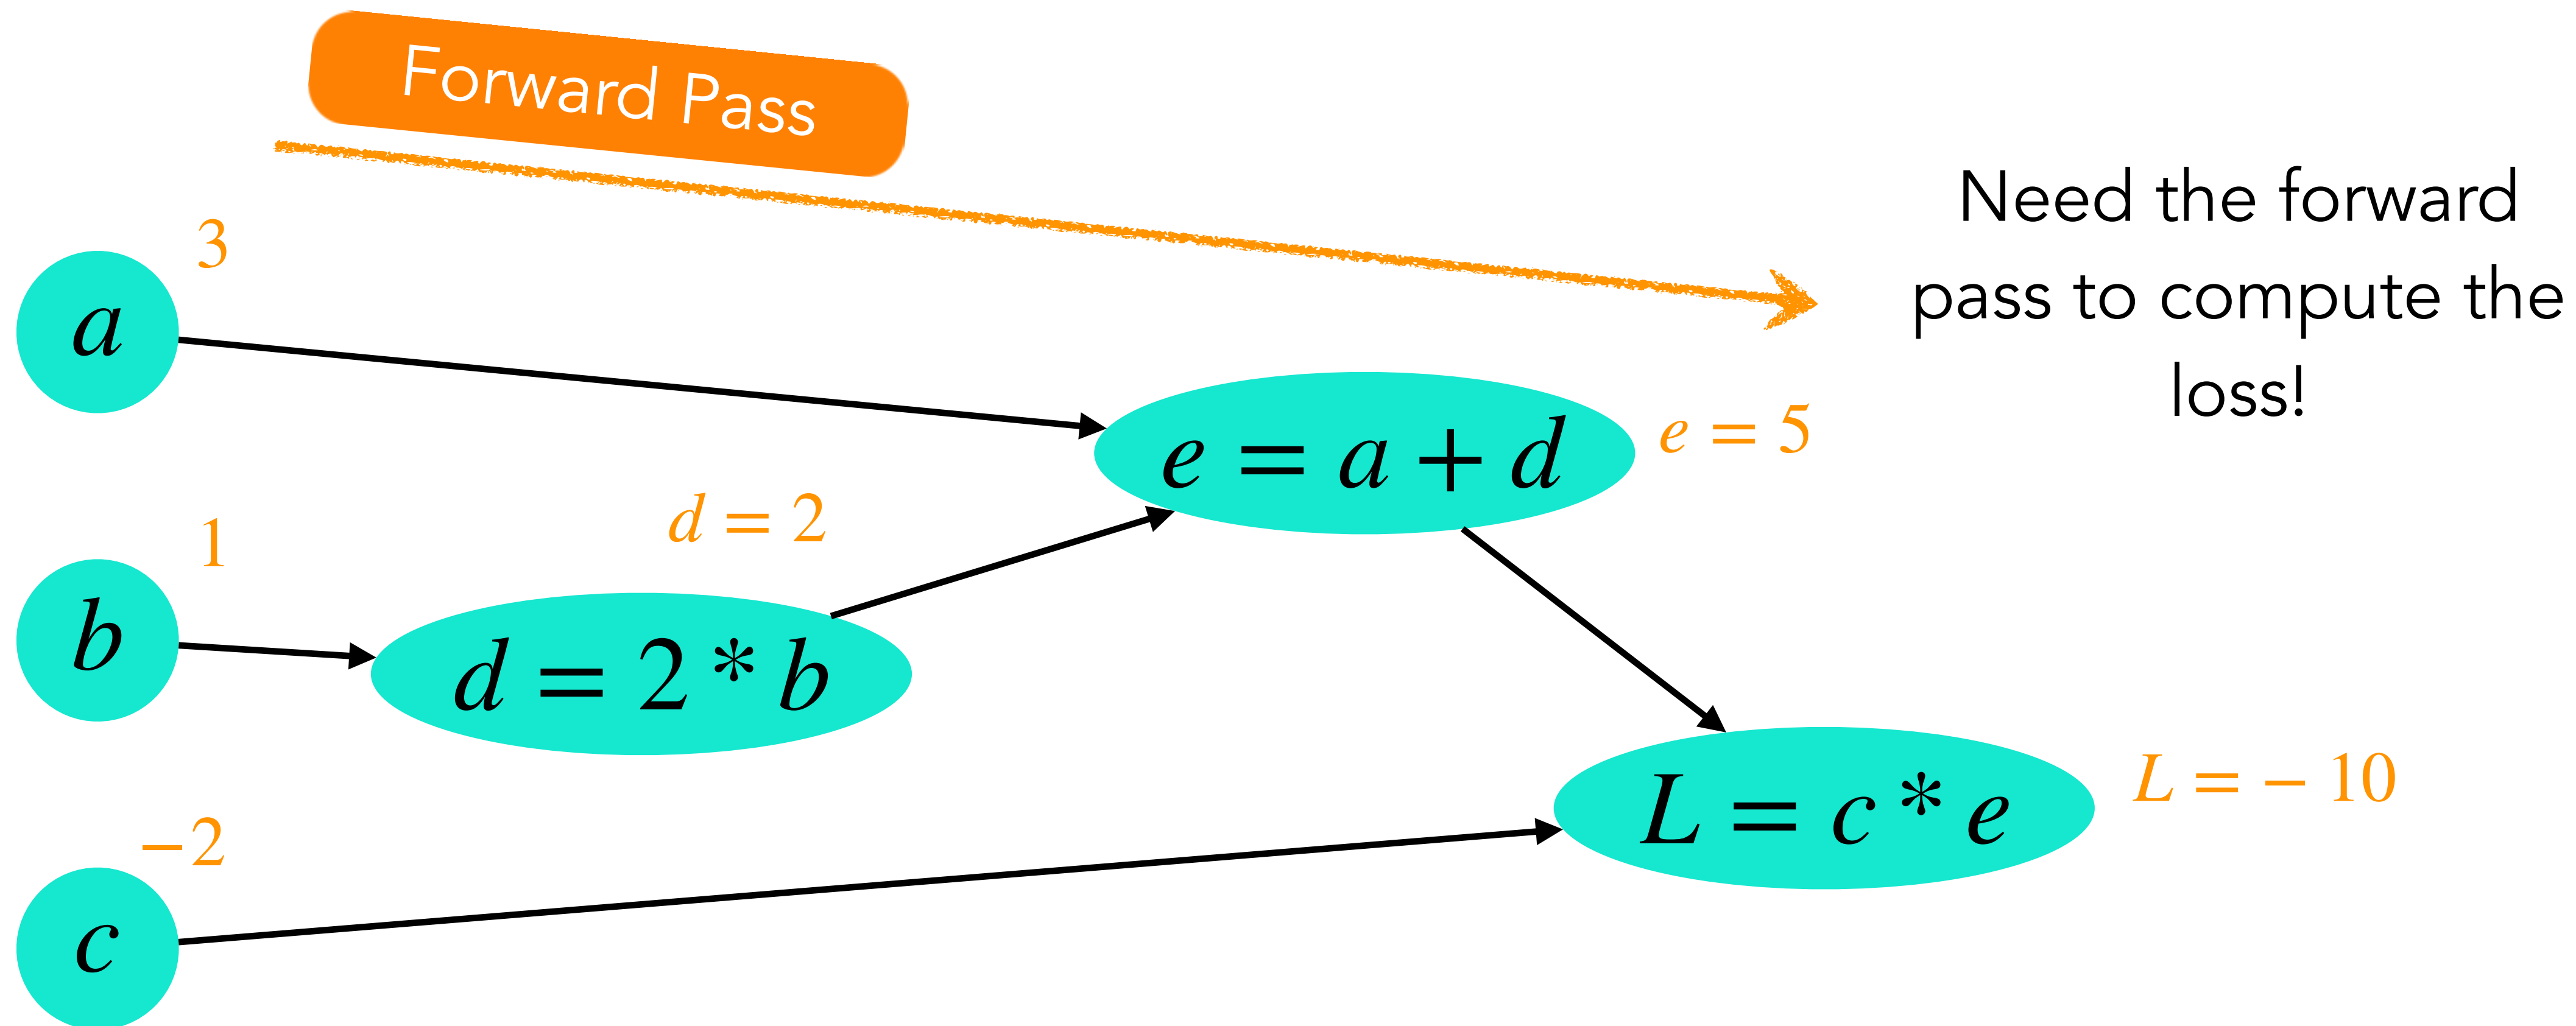 Forward Pass
Need the forward
pass to compute the
loss!
3
a
e = a + d
e = 5
1
b
d = 2
d = 2 * b
-2
c
L = c * e
L = - 10